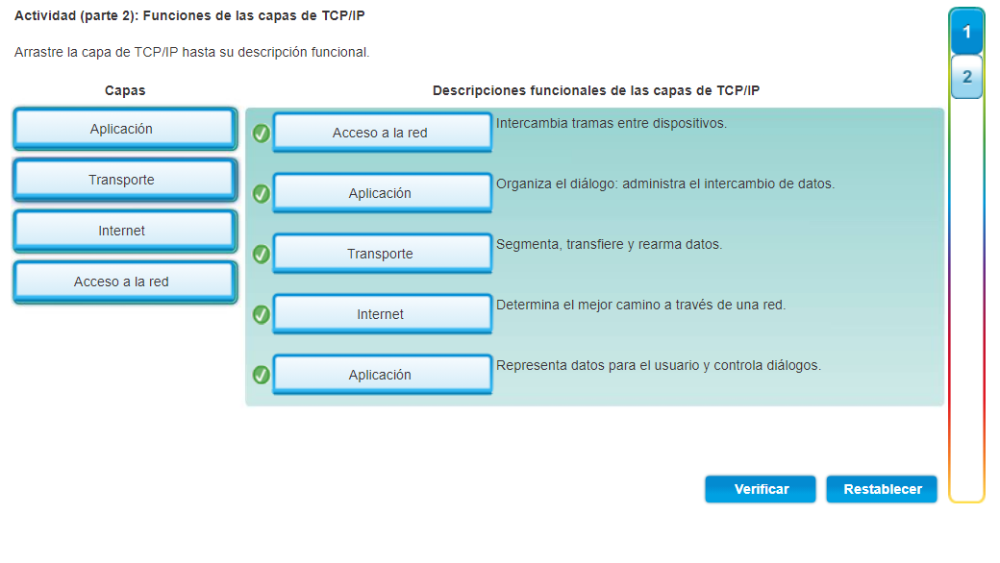 Actividad (parte 2): Funciones de las capas de TCP/IP
Arrastre la capa de TCP/IP hasta su descripción funcional.
Capas
Descripciones funcionales de las capas de TCP/IP
Aplicación
Transporte
Internet
Acceso a la red
Acceso a la red
Intercambia tramas entre dispositivos.
Aplicación
Organiza el diálogo: administra el intercambio de datos.
Transporte
Segmenta, transfiere y rearma datos.
Internet
Determina el mejor camino a través de una red.
Aplicación
Representa datos para el usuario y controla diálogos.
Verificar
Restablecer
1
2